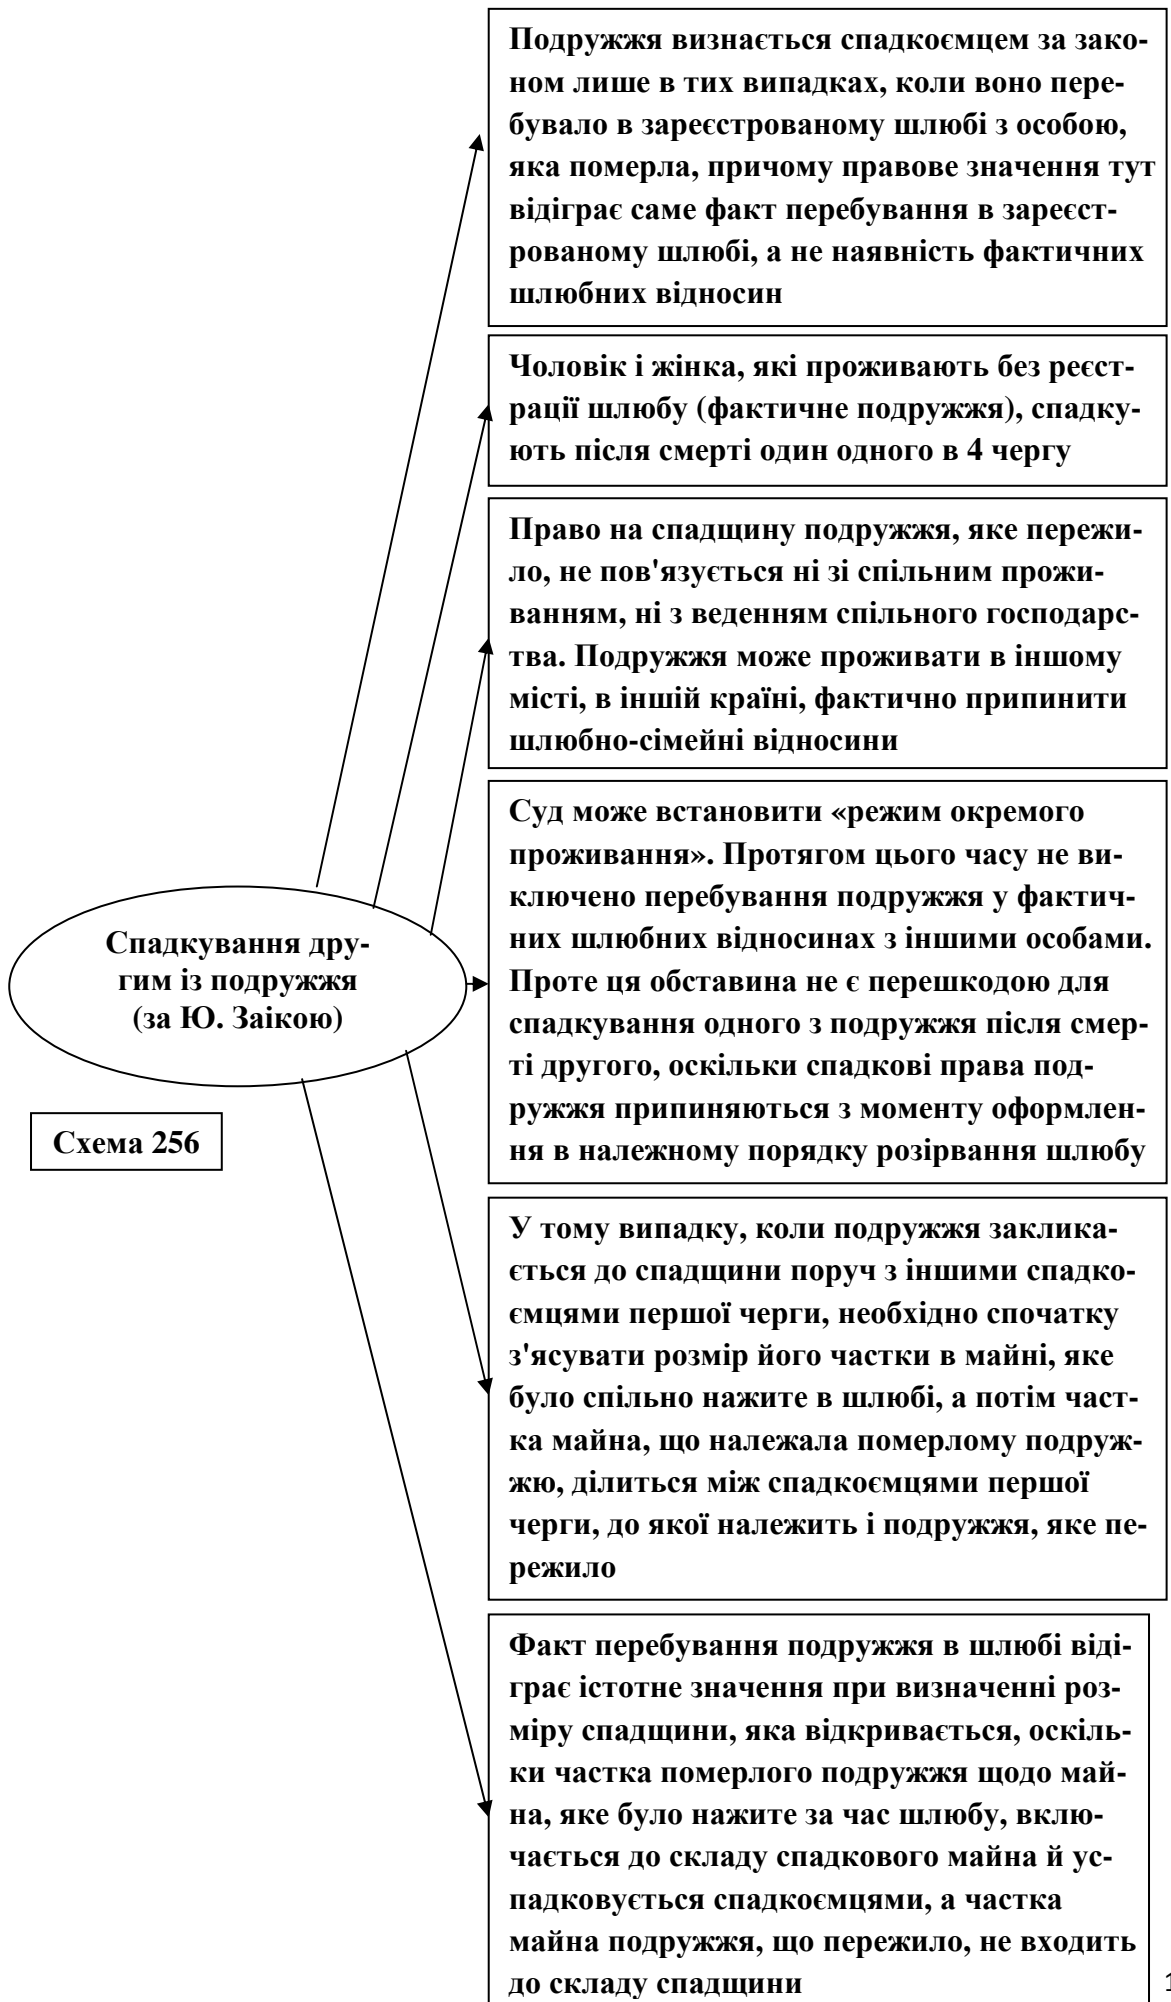 Подружжя визнається спадкоємцем за зако-
ном лише в тих випадках, коли воно пере-
бувало в зареєстрованому шлюбі з особою,
яка померла, причому правове значення тут
відіграє саме факт перебування в зареєст-
рованому шлюбі, а не наявність фактичних
шлюбних відносин
Чоловік і жінка, які проживають без реєст-
рації шлюбу (фактичне подружжя), спадку-
ють після смерті один одного в 4 чергу
Право на спадщину подружжя, яке пережи-
ло, не пов'язується ні зі спільним прожи-
ванням, ні з веденням спільного господарс-
тва. Подружжя може проживати в іншому
місті, в іншій країні, фактично припинити
шлюбно-сімейні відносини
Суд може встановити «режим окремого
проживання». Протягом цього часу не ви-
ключено перебування подружжя у фактич-
них шлюбних відносинах з іншими особами.
Проте ця обставина не є перешкодою для
спадкування одного з подружжя після смер-
ті другого, оскільки спадкові права под-
ружжя припиняються з моменту оформлен-
ня в належному порядку розірвання шлюбу
Спадкування дру-
гим із подружжя
(за Ю. Заікою)
Схема 256
У тому випадку, коли подружжя заклика-
ється до спадщини поруч з іншими спадко-
ємцями першої черги, необхідно спочатку
з'ясувати розмір його частки в майні, яке
було спільно нажите в шлюбі, а потім част-
ка майна, що належала померлому подруж-
жю, ділиться між спадкоємцями першої
черги, до якої належить і подружжя, яке пе-
режило
Факт перебування подружжя в шлюбі віді-
грає істотне значення при визначенні роз-
міру спадщини, яка відкривається, оскіль-
ки частка померлого подружжя щодо май-
на, яке було нажите за час шлюбу, вклю-
чається до складу спадкового майна й ус-
падковується спадкоємцями, а частка
майна подружжя, що пережило, не входить
до складу спадщини